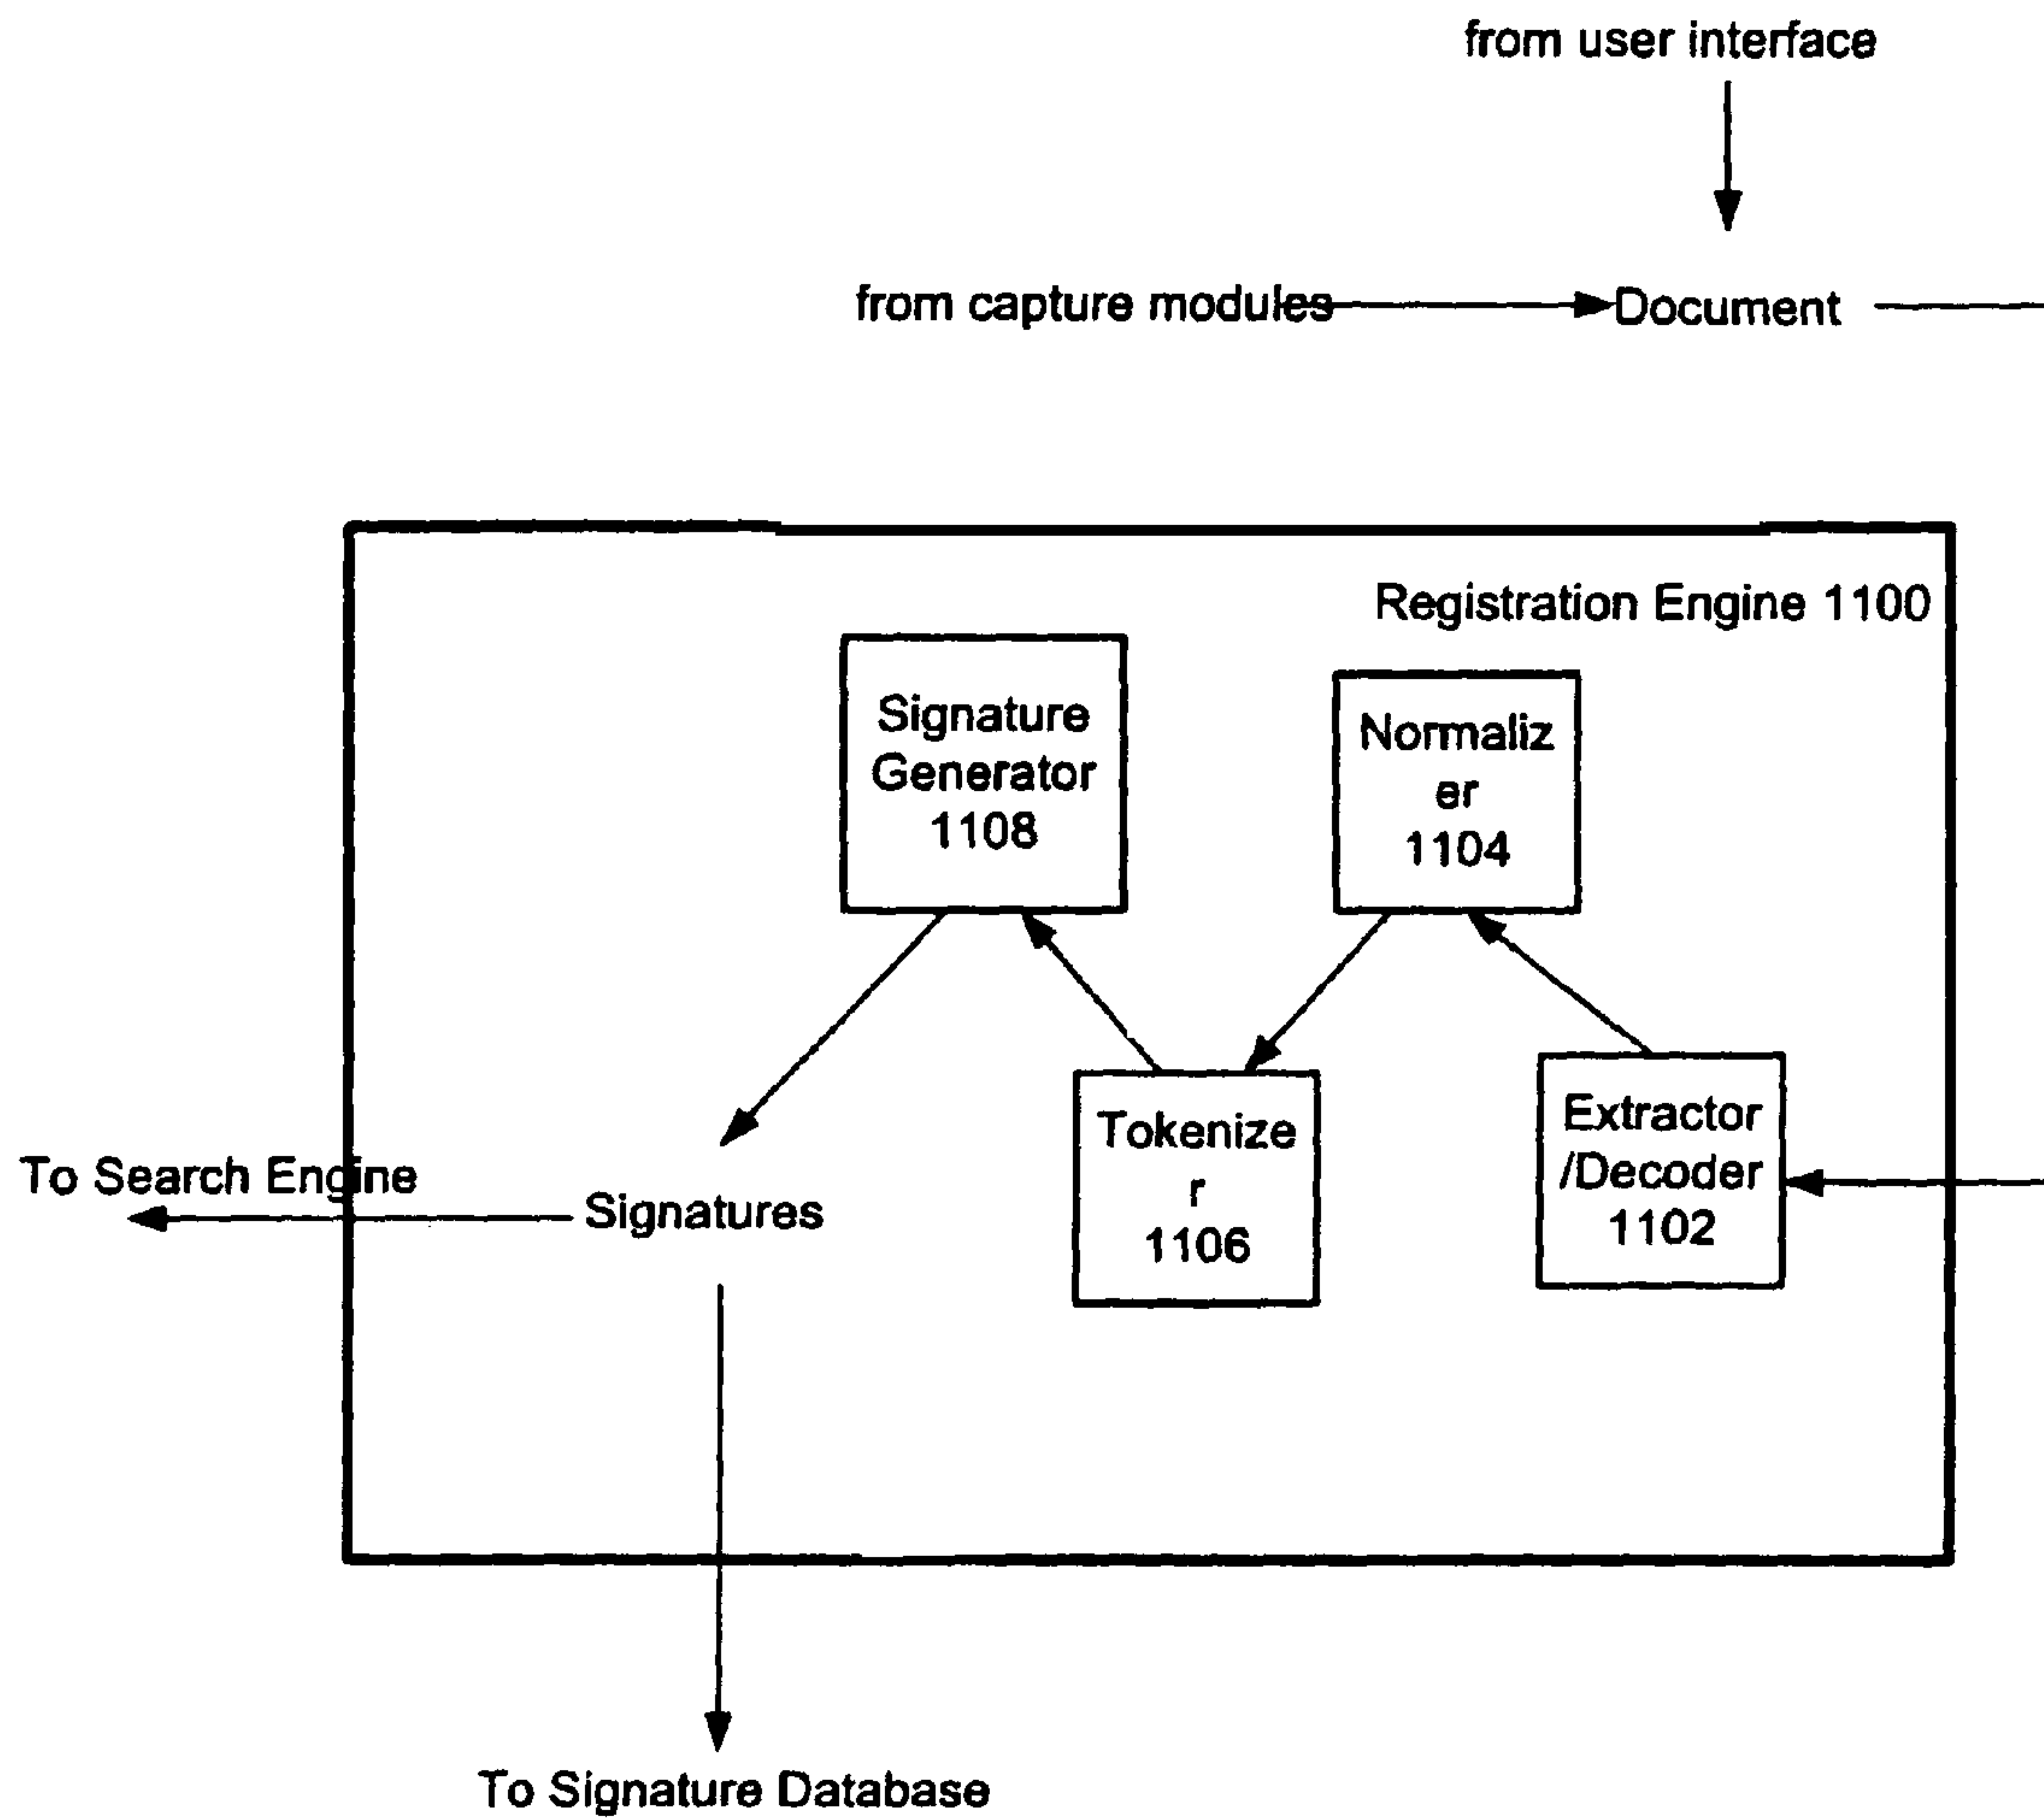 from user interface
from capture modules
Document
Registration Engine 1100
Signature
Generator
1108
Normaliz
er
1104
Tokenize
r
1106
Extractor
/Decoder
1102
To Search Engine
Signatures
To Signature Database